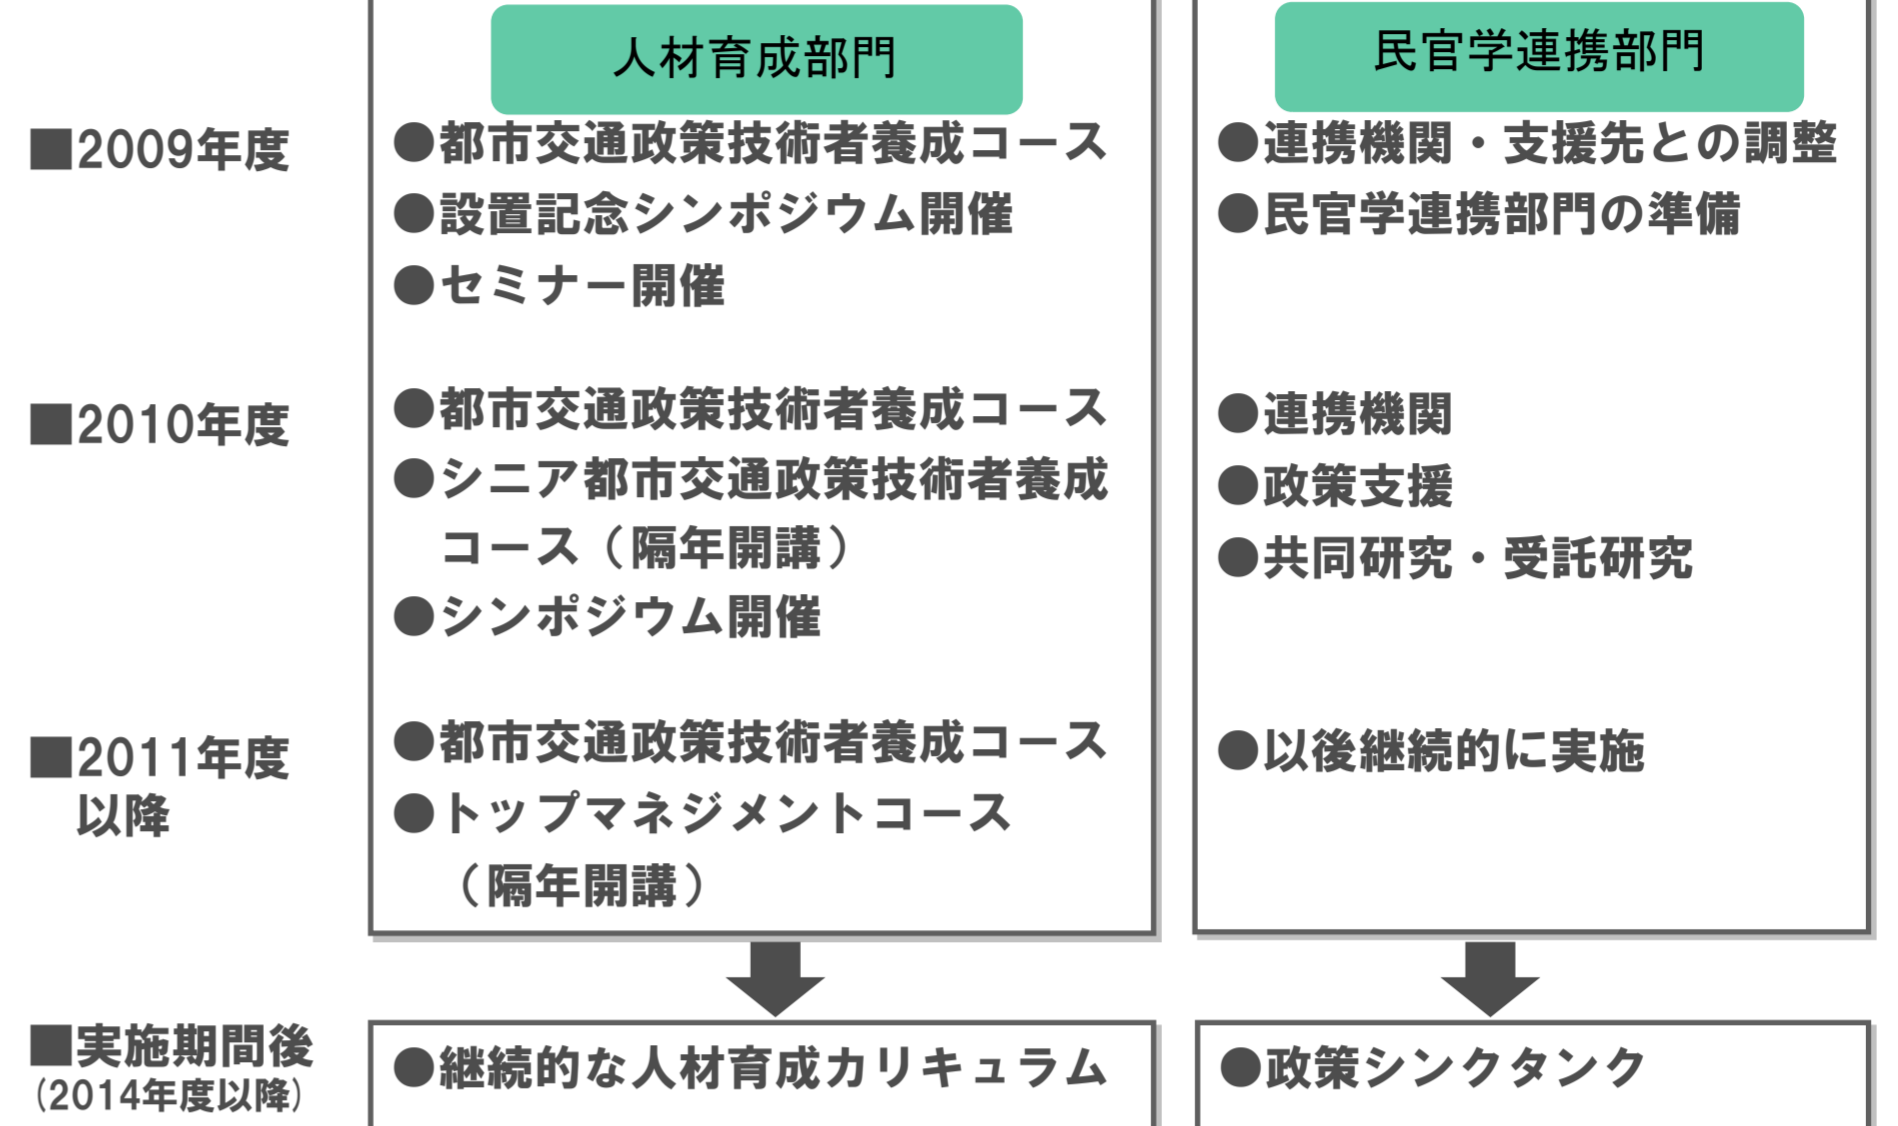 人材育成部門
民官学連携部門
■2009年度
●都市交通政策技術者養成コース
●設置記念シンポジウム開催
●セミナー開催
●連携機関・支援先との調整
●民官学連携部門の準備
■2010年度
●都市交通政策技術者養成コース
●シニア都市交通政策技術者養成
コース（隔年開講）
●シンポジウム開催
●連携機関
●政策支援
●共同研究・受託研究
■2011年度
以降
●都市交通政策技術者養成コース
●トップマネジメントコース
（隔年開講）
●以後継続的に実施
■実施期間後
(2014年度以降)
●継続的な人材育成カリキュラム
●政策シンクタンク